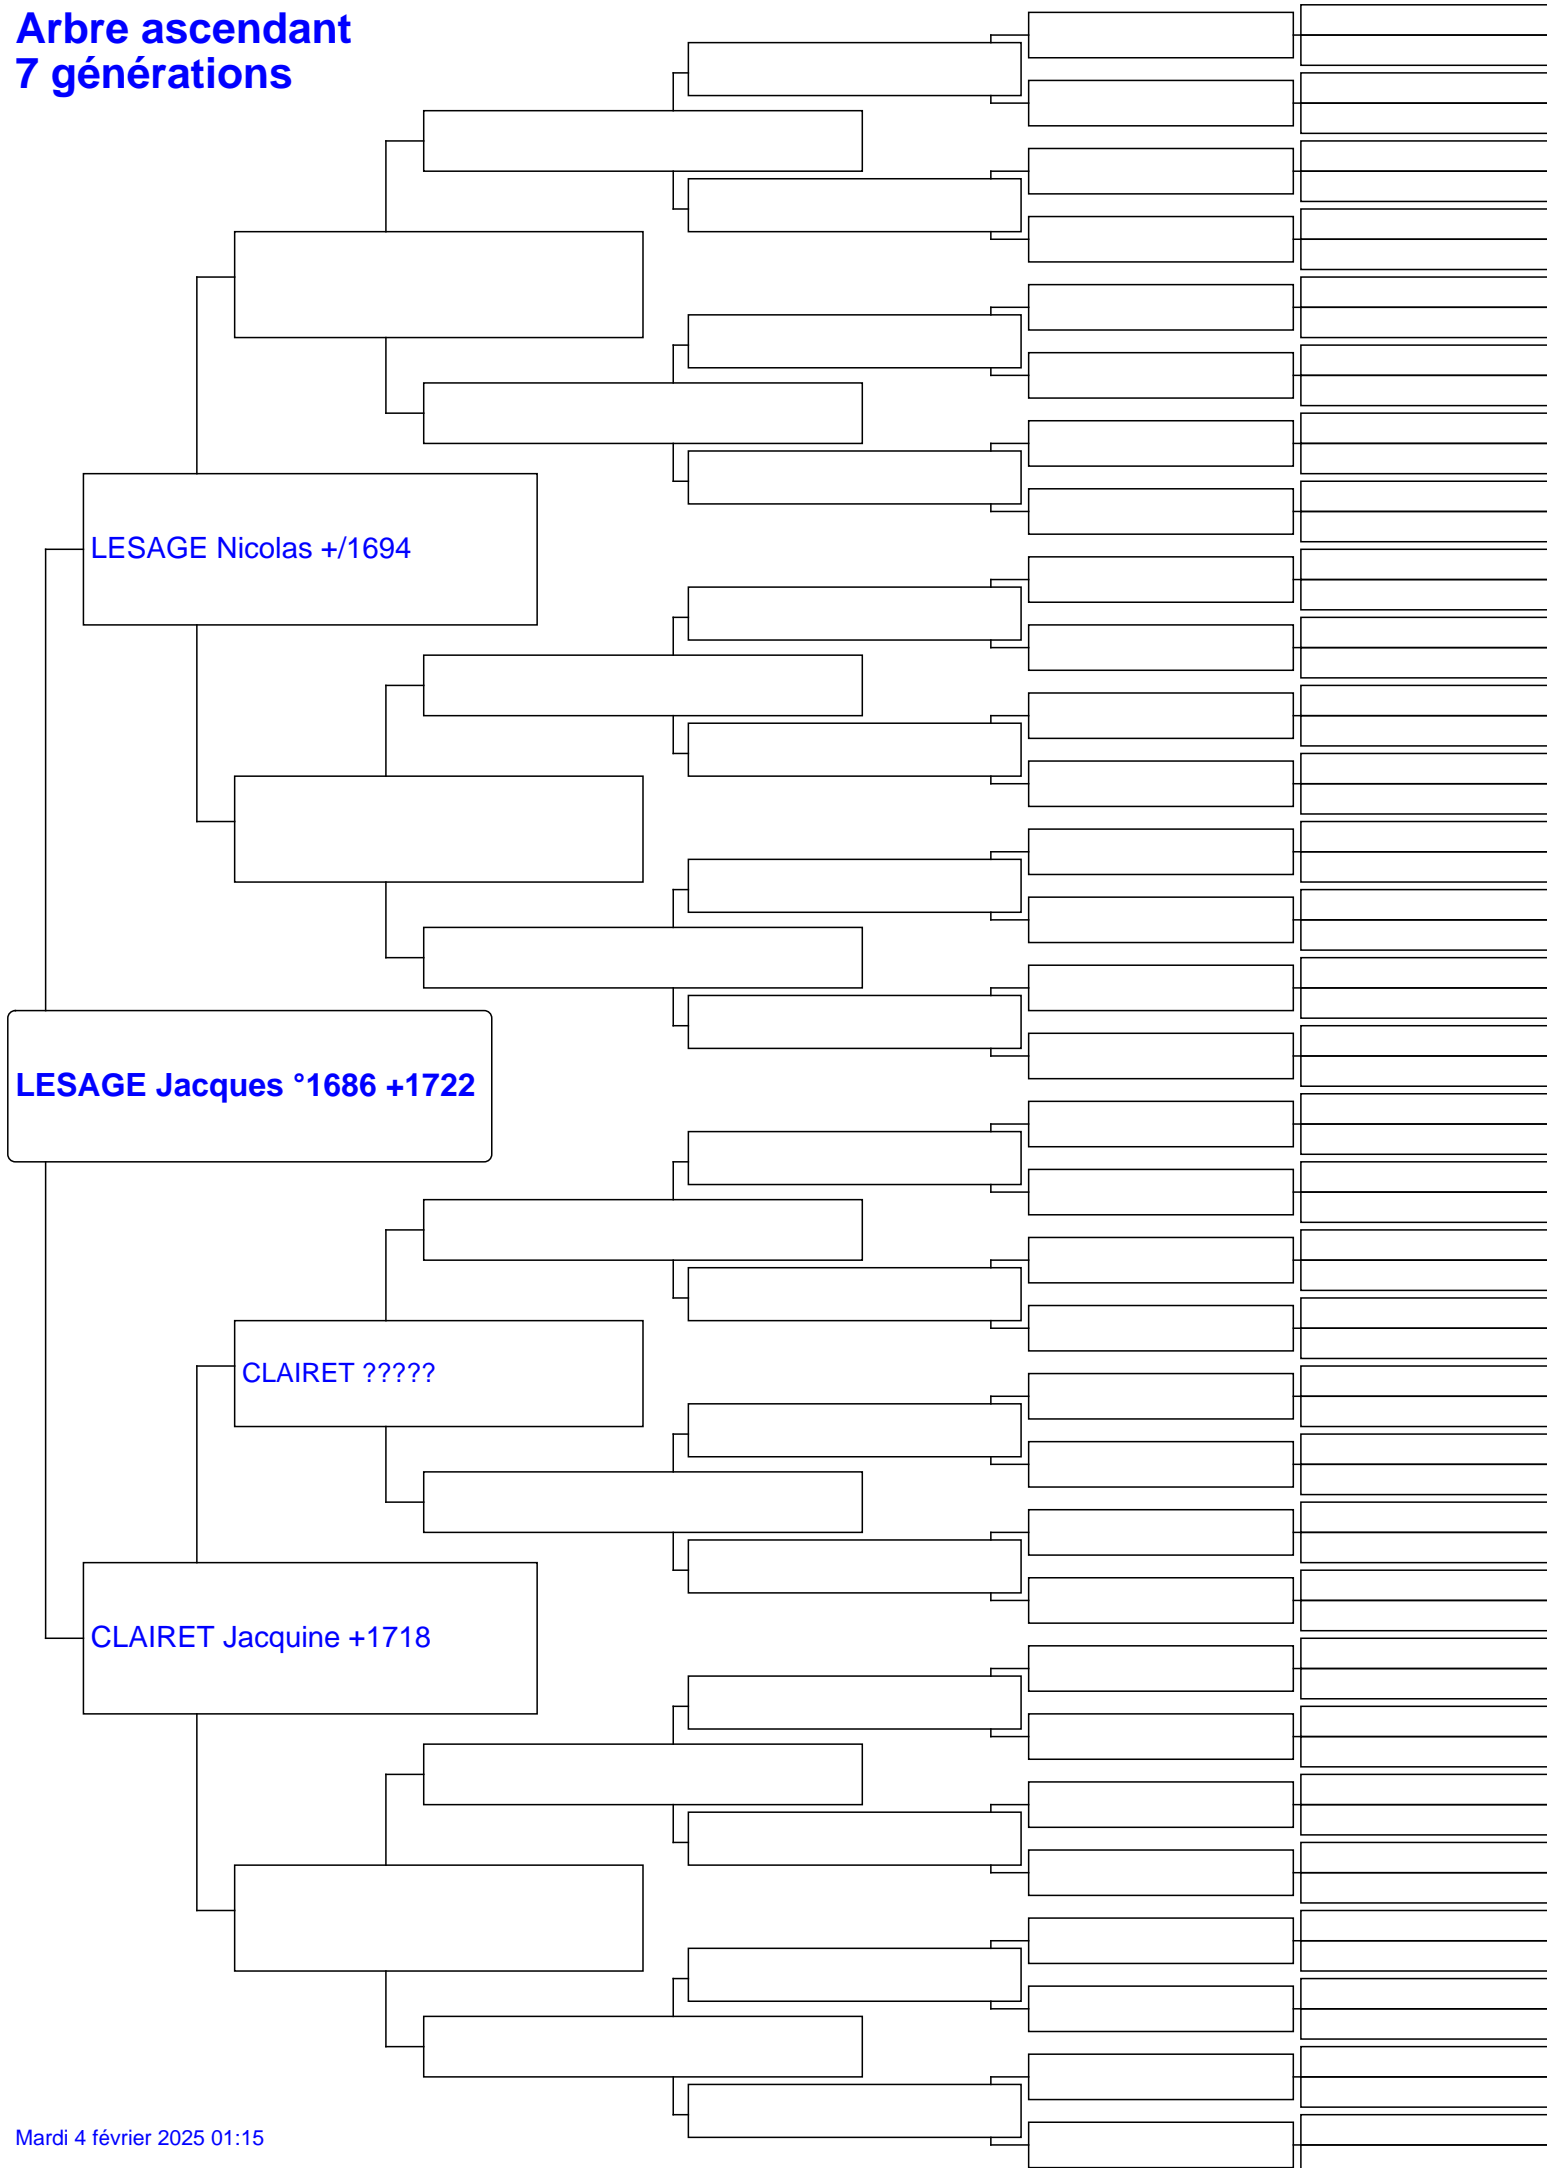 Arbre ascendant
7 générations
LESAGE Nicolas +/1694
LESAGE Jacques °1686 +1722
CLAIRET ?????
CLAIRET Jacquine +1718
Mardi 4 février 2025 01:15